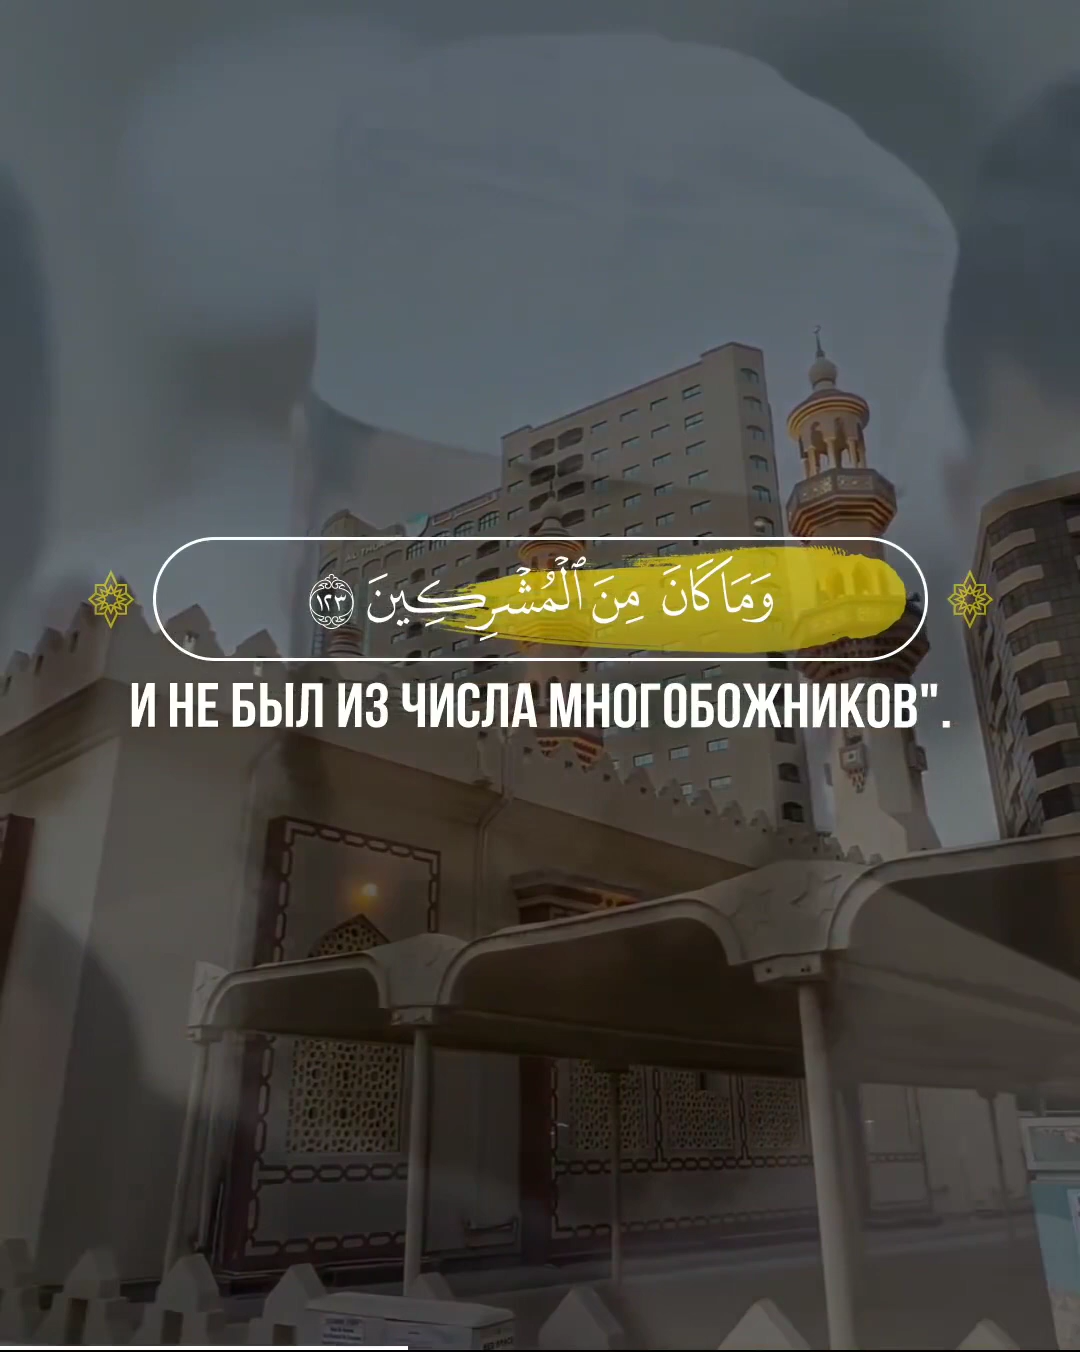 وَمَا كَانَ مِنَ ٱلْمُشْرِكِينَ ١٢٣
И НЕ БЫЛ ИЗ ЧИСЛА МНОГОБОЖНИКОВ".